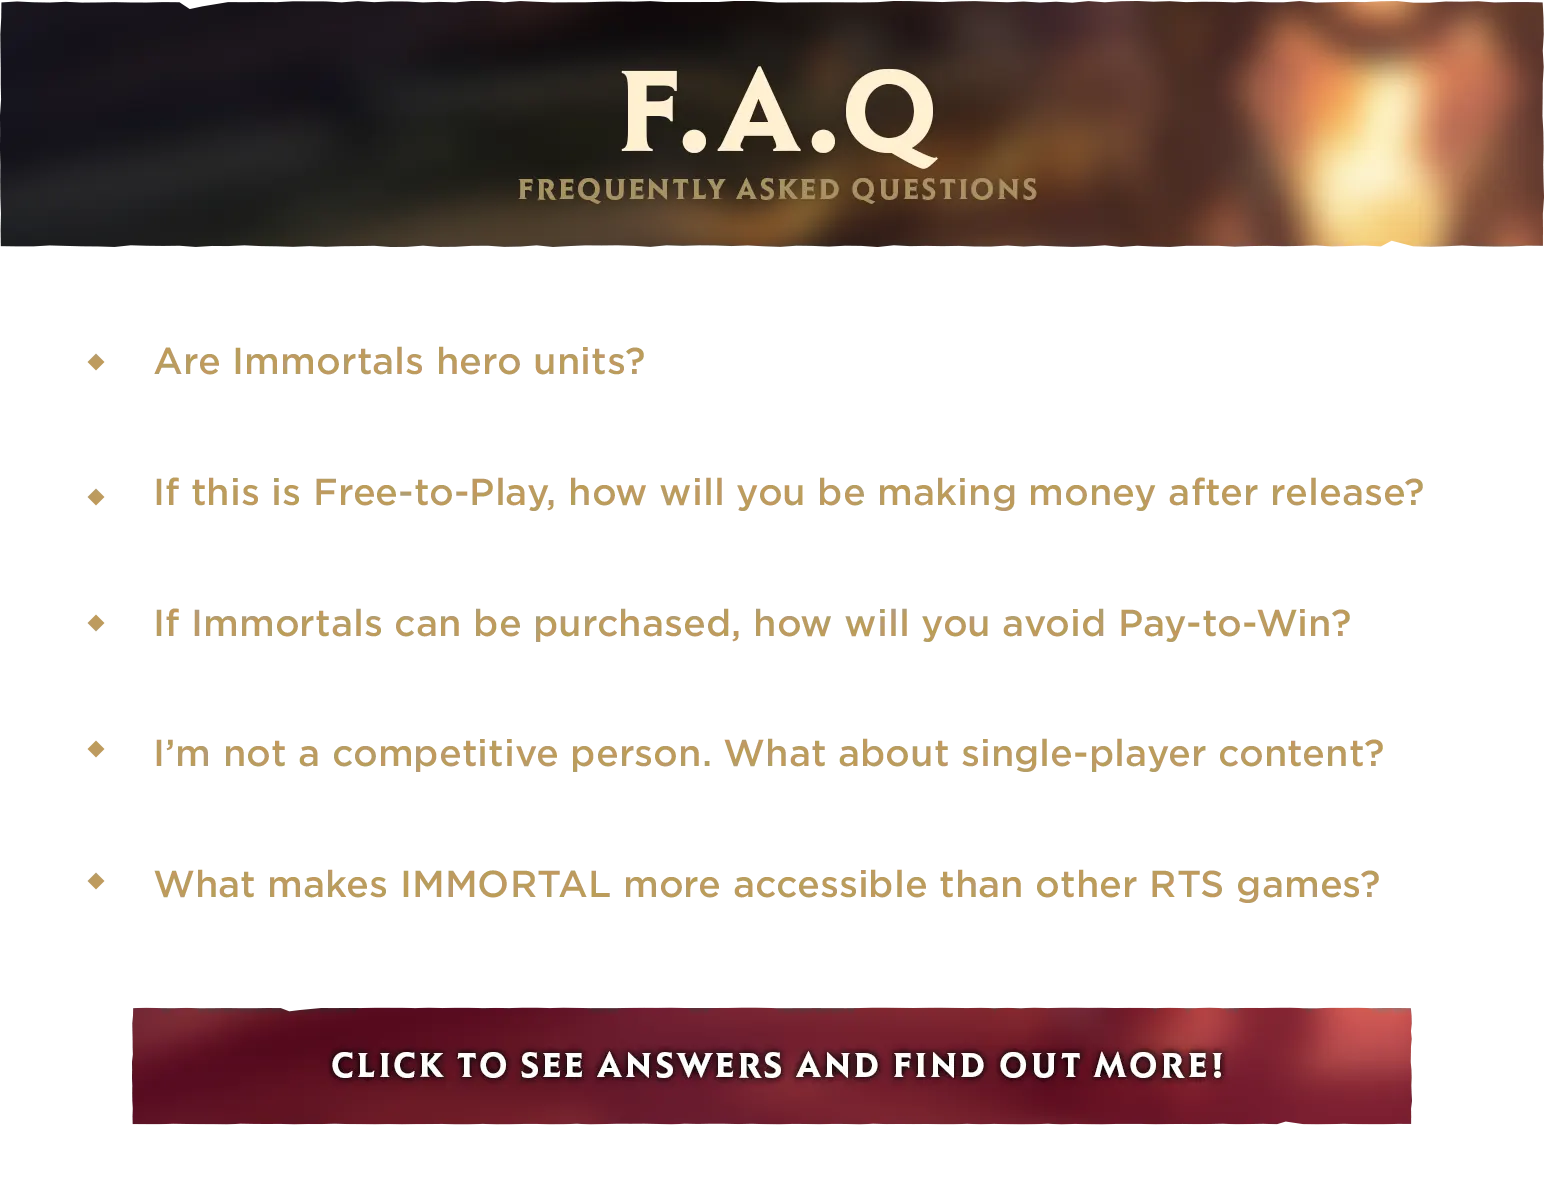 F.A.Q
FREQUENTLY ASKED QUESTIONS
Are Immortals hero units?
If this is Free-to-Play, how will you be making money after release?
If Immortals can be purchased, how will you avoid Pay-to-Win?
I’m not a competitive person. What about single-player content?
What makes IMMORTAL more accessible than other RTS games?
CLICK TO SEE ANSWERS AND FIND OUT MORE!